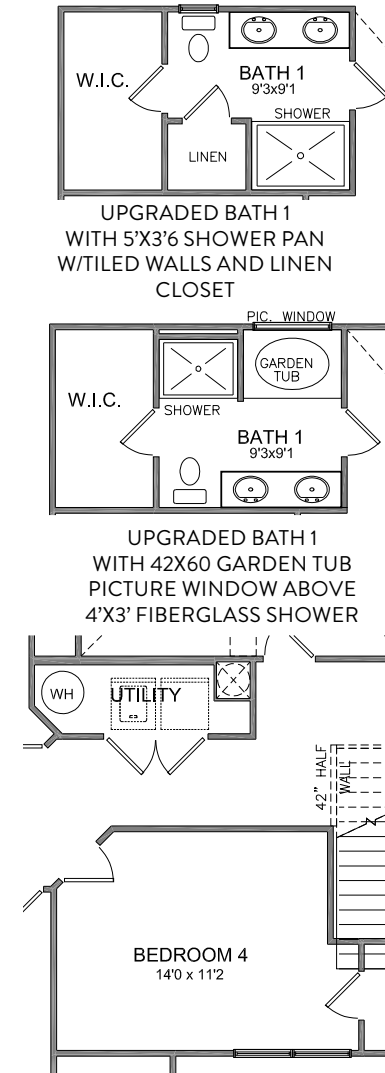 W.I.C.
BATH 1
9'3x9'1
SHOWER
LINEN
UPGRADED BATH 1
WITH 5'X3'6 SHOWER PAN
W/TILED WALLS AND LINEN
CLOSET
PIC. WINDOW
GARDEN
TUB
W.I.C.
SHOWER
BATH 1
9'3x9'1
UPGRADED BATH 1
WITH 42X60 GARDEN TUB
PICTURE WINDOW ABOVE
4'X3' FIBERGLASS SHOWER
WH
UTILITY
42" HALF
WALL
BEDROOM 4
14'0 x 11'2